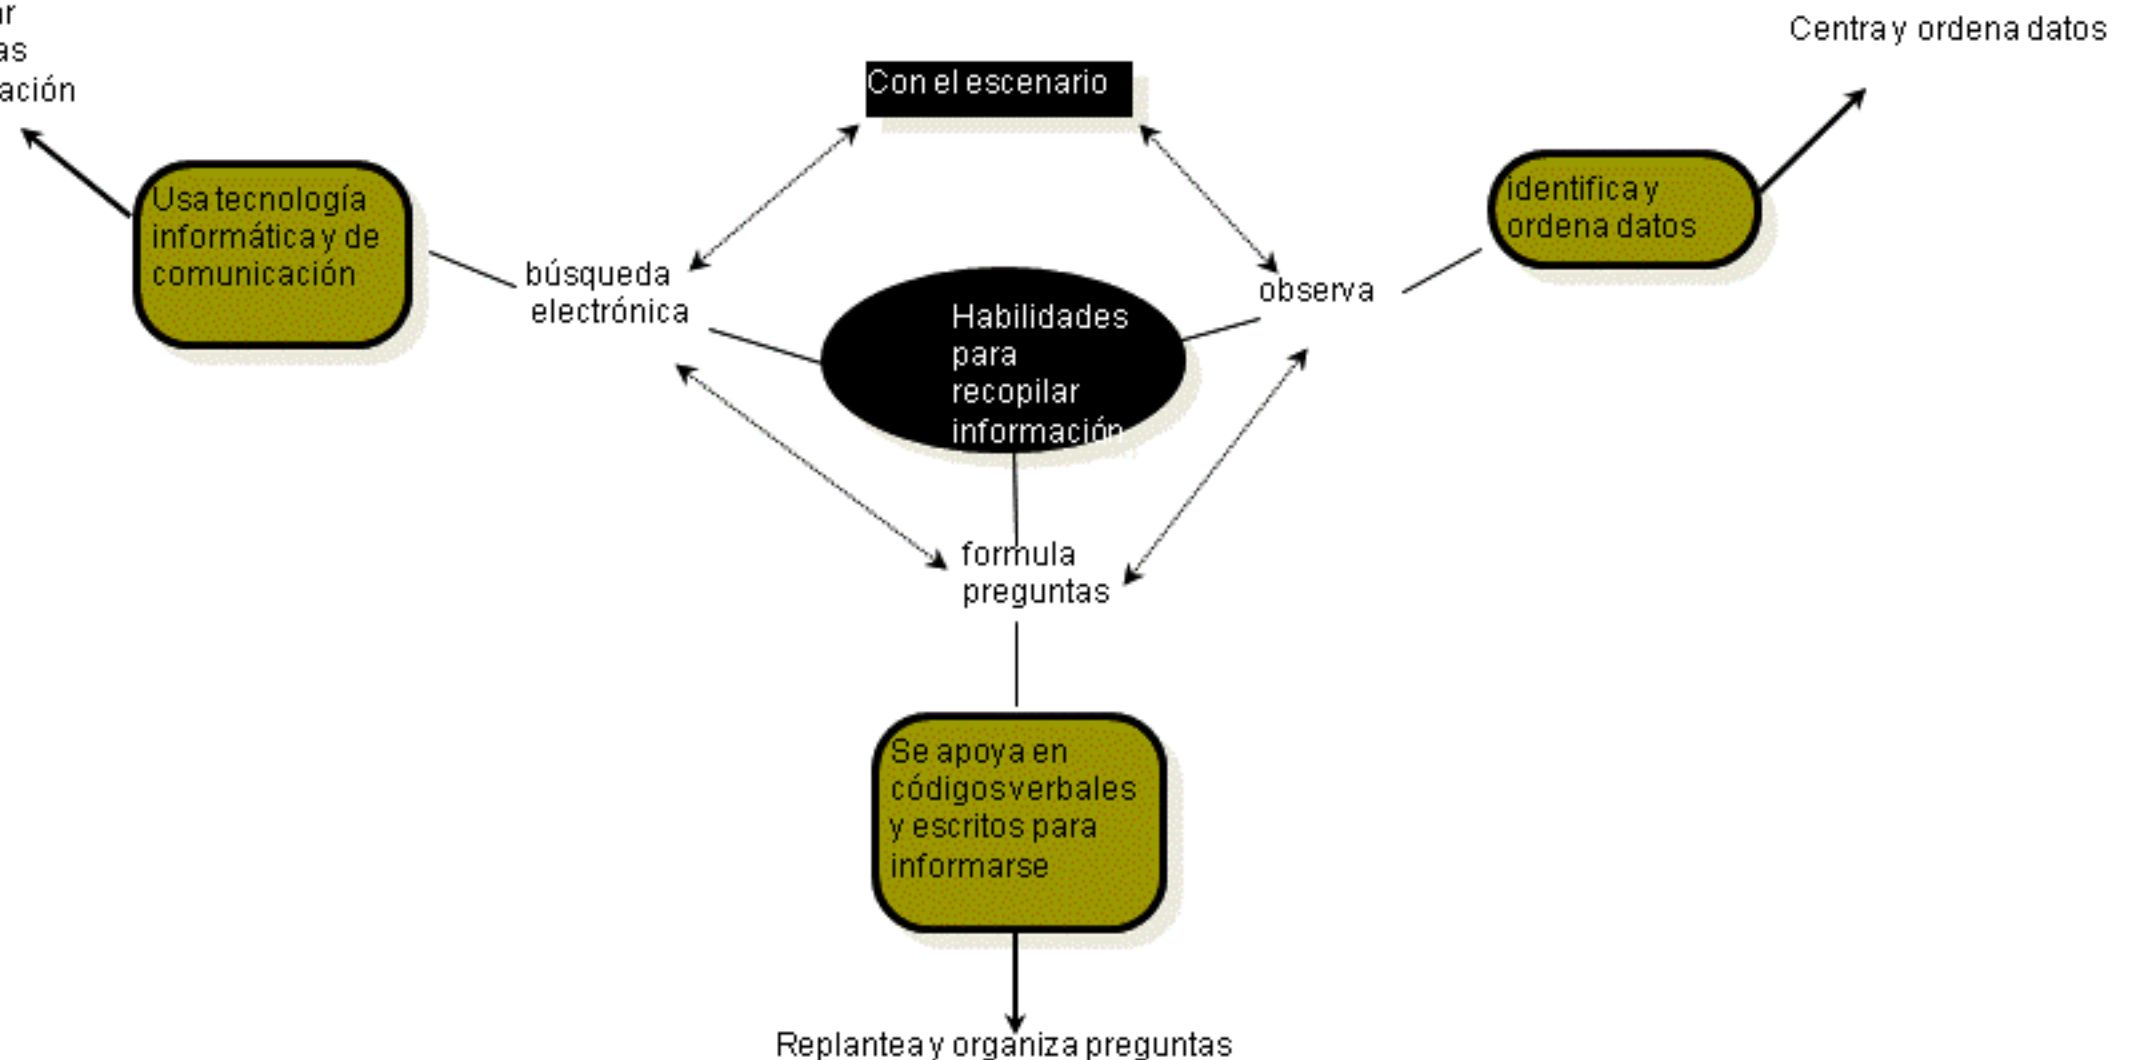 Centra y ordena datos
ación
Con el escenario
Usa tecnología
informática y de
comunicación
identifica y
ordena datos
búsqueda
electrónica
observa
Habilidades
para
recopilar
información
formula
preguntas
Se apoya en
códigos verbales
y escritos para
informarse
Replantea y organiza preguntas